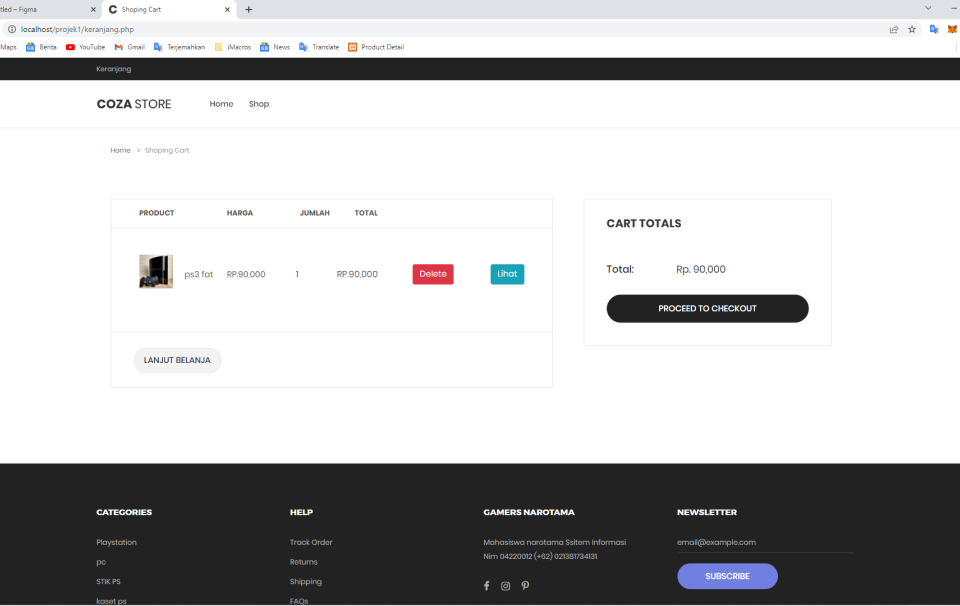 tled – Figma
Shoping Cart
localhost/projek1/keranjang.php
Maps Berita YouTube Gmail Terjemahkan iMacros News Translate Product Detail
Keranjang
COZA STORE Home Shop
Home Shoping Cart
PRODUCT HARGA JUMLAH TOTAL
ps3 fat RP.90,000 1 RP.90,000 Delete Lihat
LANJUT BELANJA
CART TOTALS
Total: Rp. 90,000
PROCEED TO CHECKOUT
CATEGORIES
Playstation
pc
STIK PS
kaset ps
HELP
Track Order
Returns
Shipping
FAQs
GAMERS NAROTAMA
Mahasiswa narotama Ssitem Informasi
Nim 04220012 (+62) 021381734131
NEWSLETTER
email@example.com
SUBSCRIBE